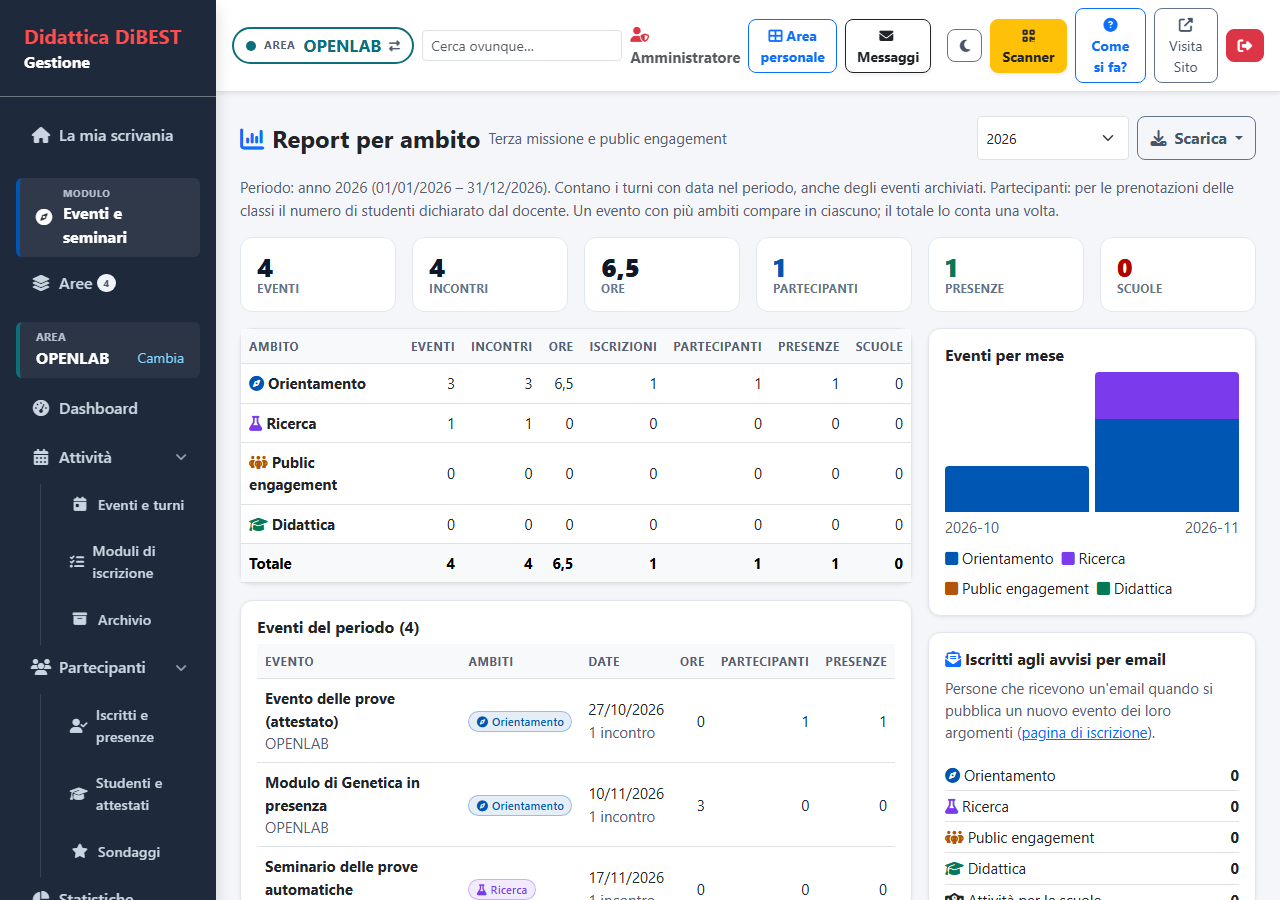 Didattica DiBEST
Gestione
La mia scrivania
MODULO
Eventi e
seminari
Aree 4
AREA
OPENLAB Cambia
Dashboard
Attività
Eventi e turni
Moduli di
iscrizione
Archivio
Partecipanti
Iscritti e
presenze
Studenti e
attestati
Sondaggi
Statistiche
AREA OPENLAB
Cerca ovunque...
Amministratore
Area
personale
Messaggi
Scanner
Come
si fa?
Visita
Sito
Report per ambito Terza missione e public engagement
2026
Scarica
Periodo: anno 2026 (01/01/2026 – 31/12/2026). Contano i turni con data nel periodo, anche degli eventi archiviati. Partecipanti: per le prenotazioni delle
classi il numero di studenti dichiarato dal docente. Un evento con più ambiti compare in ciascuno; il totale lo conta una volta.
4
EVENTI
4
INCONTRI
6,5
ORE
1
PARTECIPANTI
1
PRESENZE
0
SCUOLE
AMBITO EVENTI INCONTRI ORE ISCRIZIONI PARTECIPANTI PRESENZE SCUOLE
Orientamento 3 3 6,5 1 1 1 0
Ricerca 1 1 0 0 0 0 0
Public
engagement 0 0 0 0 0 0 0
Didattica 0 0 0 0 0 0 0
Totale 4 4 6,5 1 1 1 0
Eventi per mese
2026-10 2026-11
Orientamento Ricerca
Public engagement Didattica
Eventi del periodo (4)
EVENTO AMBITI DATE ORE PARTECIPANTI PRESENZE
Evento delle prove
(attestato)
OPENLAB
Orientamento
27/10/2026
1 incontro
0 1 1
Modulo di Genetica in
presenza
OPENLAB
Orientamento
10/11/2026
1 incontro
3 0 0
Seminario delle prove
automatiche
Ricerca
17/11/2026
1 incontro
0 0 0
Iscritti agli avvisi per email
Persone che ricevono un'email quando si
pubblica un nuovo evento dei loro
argomenti (pagina di iscrizione).
Orientamento 0
Ricerca 0
Public engagement 0
Didattica 0
Attività per le scuole 0